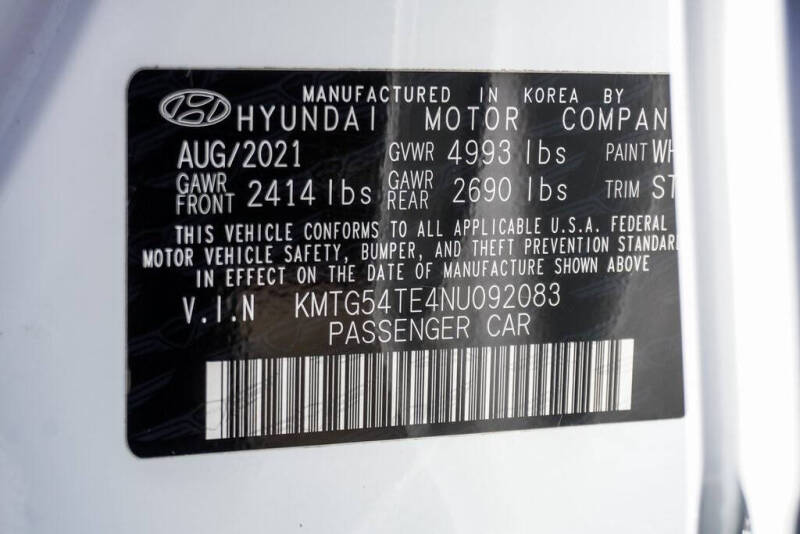 MANUFACTURED IN KOREA BY
HYUNDAI MOTOR COMPAN
AUG/2021 GVWR 4993 lbs PAINT WH
GAWR FRONT 2414 lbs GAWR REAR 2690 lbs TRIM ST
THIS VEHICLE CONFORMS TO ALL APPLICABLE U.S.A. FEDERAL
MOTOR VEHICLE SAFETY, BUMPER, AND THEFT PREVENTION STANDAR
IN EFFECT ON THE DATE OF MANUFACTURE SHOWN ABOVE
V.I.N KMTG54TE4NU092083
PASSENGER CAR